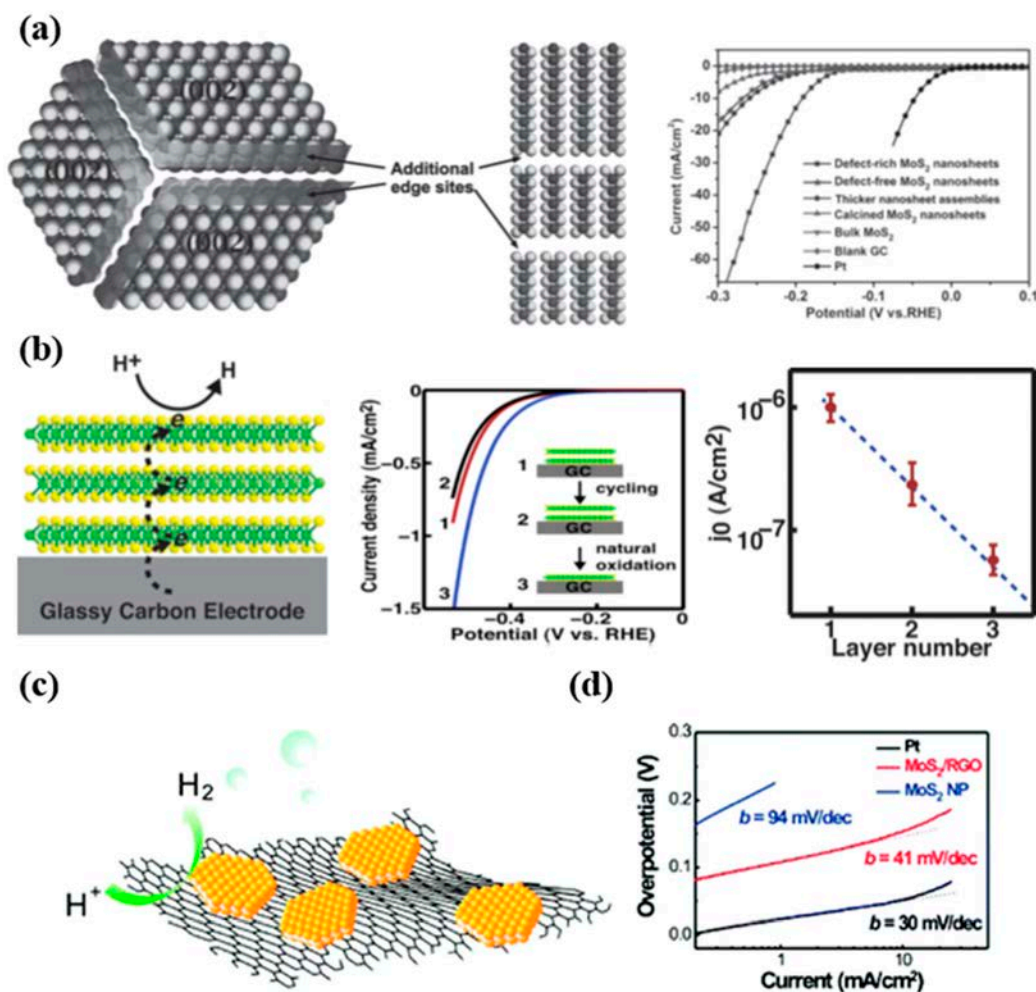 (a)
(002)
(002)
(002)
Additional
edge sites
Current (mA/cm²)
0
-10
-20
-30
-40
-50
-60
Defect-rich MoS₂ nanosheets
Defect-free MoS₂ nanosheets
Thicker nanosheet assemblies
Calcined MoS₂ nanosheets
Bulk MoS₂
Blank GC
Pt
-0.3 -0.2 -0.1 0.0 0.1
Potential (V vs.RHE)
(b)
H⁺ H
e
e
e
Glassy Carbon Electrode
Current density (mA/cm²)
0
−0.5
−1
−1.5
2
1
3
1
GC
cycling
2
GC
natural
oxidation
3
GC
−0.4 −0.2 0
Potential (V vs. RHE)
j0 (A/cm²)
10⁻⁶
10⁻⁷
1 2 3
Layer number
(c)
H₂
H⁺
(d)
Overpotential (V)
0.3
0.2
0.1
0.0
Pt
MoS₂/RGO
MoS₂ NP
b = 94 mV/dec
b = 41 mV/dec
b = 30 mV/dec
1 10
Current (mA/cm²)